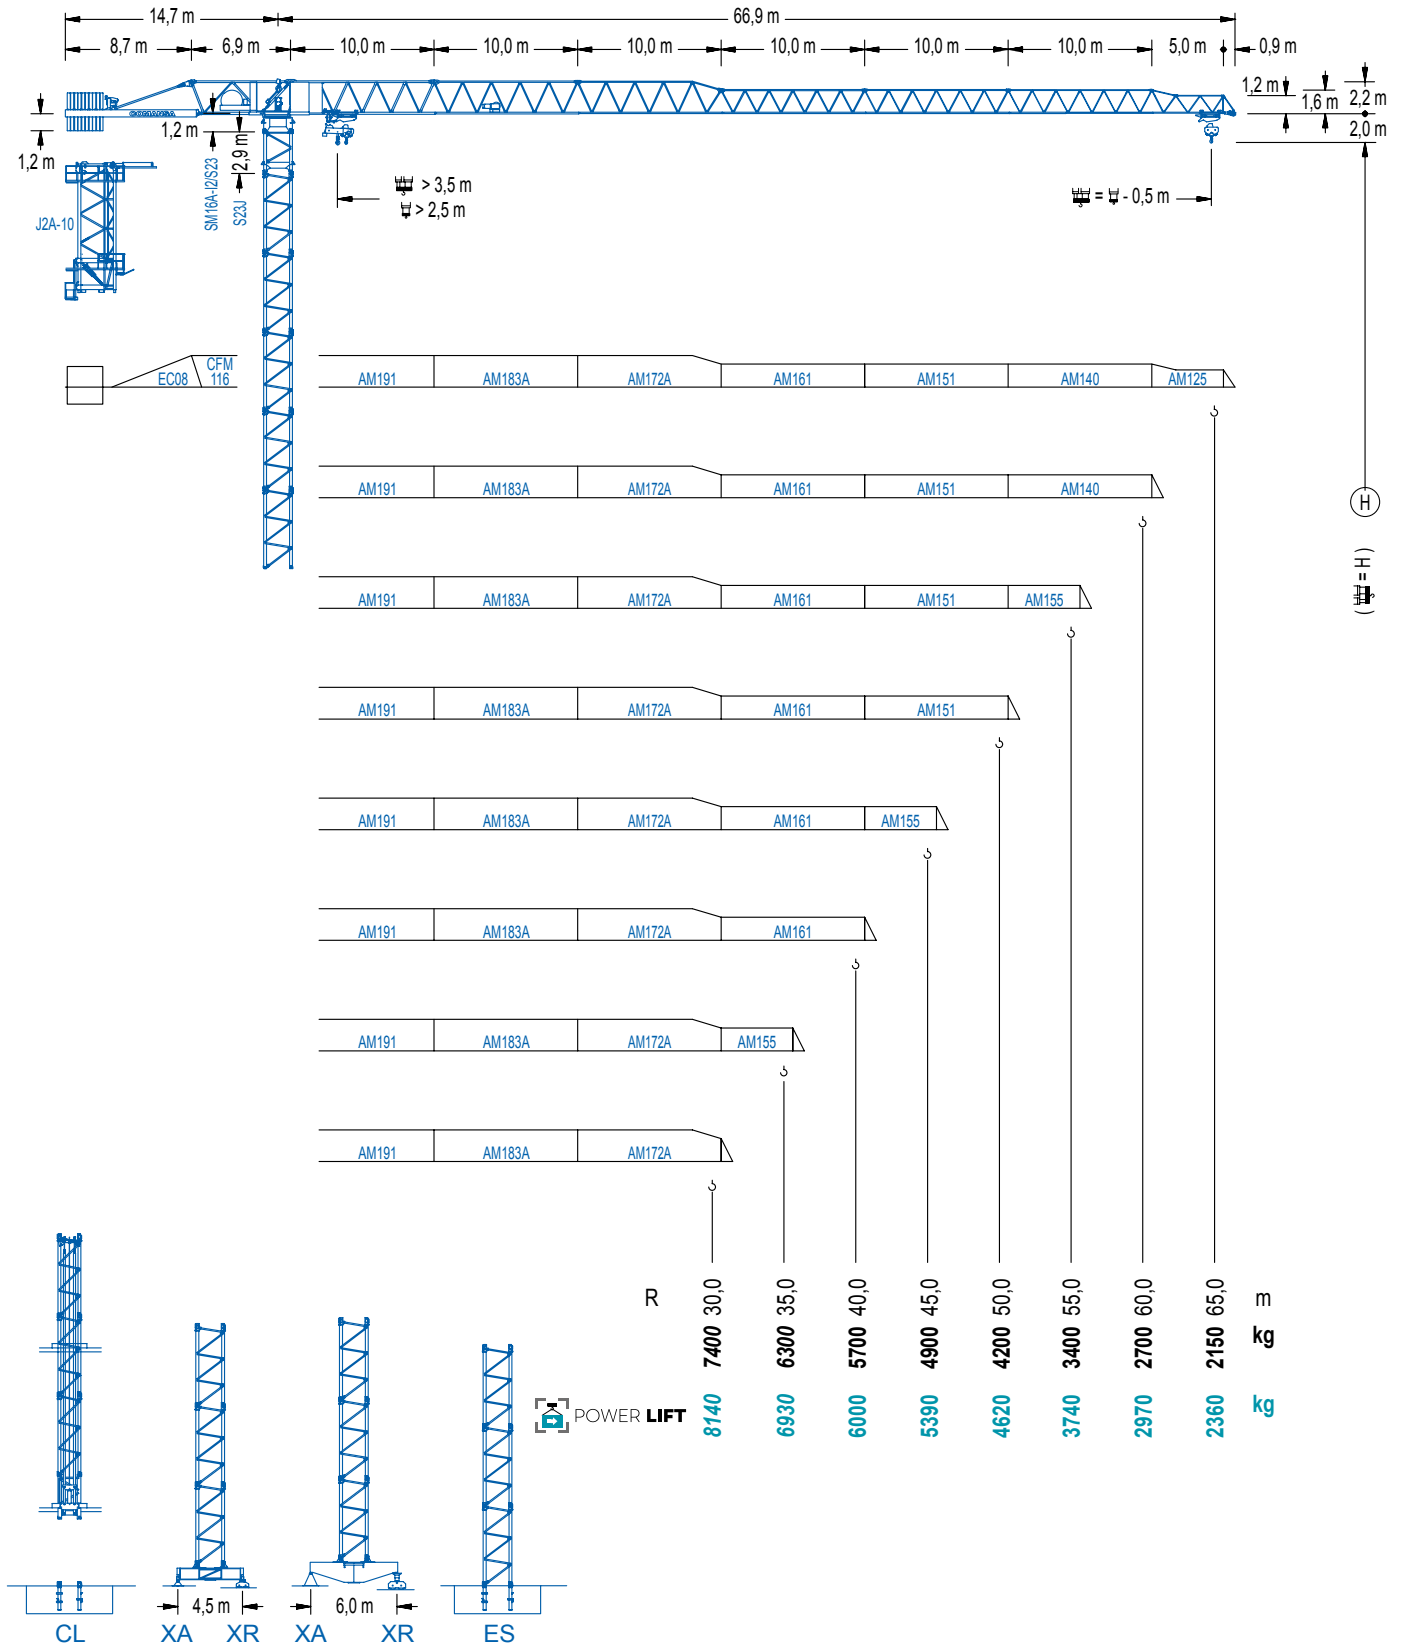 14,7 m
66,9 m
8,7 m
6,9 m
10,0 m
10,0 m
10,0 m
10,0 m
10,0 m
10,0 m
5,0 m
0,9 m
1,2 m
1,6 m
2,2 m
2,0 m
COMANSA
1,2 m
1,2 m
2,9 m
SM16A-I2/S23
S23J
J2A-10
> 3,5 m
> 2,5 m
= - 0,5 m
EC08
CFM
116
AM191 AM183A AM172A AM161 AM151 AM140 AM125
AM191 AM183A AM172A AM161 AM151 AM140
H
( = H )
AM191 AM183A AM172A AM161 AM151 AM155
AM191 AM183A AM172A AM161 AM151
AM191 AM183A AM172A AM161 AM155
AM191 AM183A AM172A AM161
AM191 AM183A AM172A AM155
AM191 AM183A AM172A
R 30,0 35,0 40,0 45,0 50,0 55,0 60,0 65,0 m
7400 6300 5700 4900 4200 3400 2700 2150 kg
POWER LIFT 8140 6930 6000 5390 4620 3740 2970 2360 kg
4,5 m
6,0 m
CL
XA
XR
XA
XR
ES